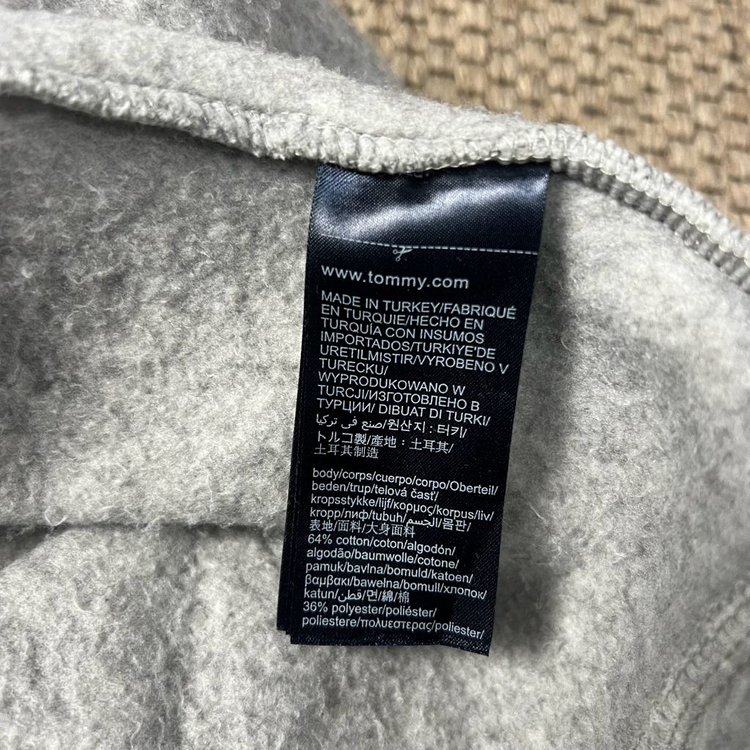 www.tommy.com
MADE IN TURKEY/FABRIQUÉ
EN TURQUIE/HECHO EN
TURQUÍA CON INSUMOS
IMPORTADOS/TURKIYE'DE
URETILMISTIR/VYROBENO V
TURECKU/
WYPRODUKOWANO W
TURCJI/ИЗГОТОВЛЕНО В
ТУРЦИИ/ DIBUAT DI TURKI/
صنع في تركيا/원산지 : 터키/
トルコ製/產地：土耳其/
土耳其制造
body/corps/cuerpo/corpo/Oberteil/
beden/trup/telová časť/
kropsstykke/lijf/κορμος/korpus/liv/
kropp/лиф/tubuh/الجسم/몸판/
表地/面料/大身面料
64% cotton/coton/algodón/
algodão/baumwolle/cotone/
pamuk/bavlna/bomuld/katoen/
βαμβακι/bawełna/bomull/хлопок/
katun/قطن/면/綿/棉
36% polyester/poliéster/
poliestere/πολυεστερας/poliester/